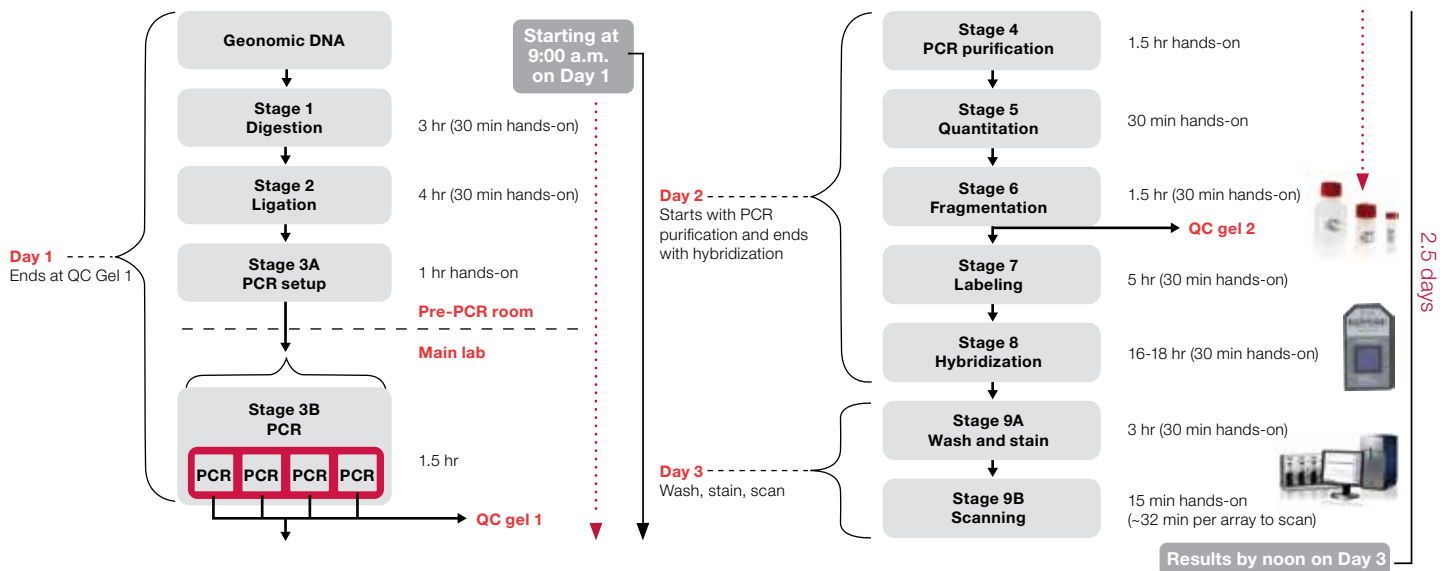 Geonomic DNA
Stage 1
Digestion
3 hr (30 min hands-on)
Stage 2
Ligation
4 hr (30 min hands-on)
Stage 3A
PCR setup
1 hr hands-on
Day 1
Ends at QC Gel 1
Pre-PCR room
Main lab
Stage 3B
PCR
PCR PCR PCR PCR
1.5 hr
QC gel 1
Starting at
9:00 a.m.
on Day 1
Stage 4
PCR purification
1.5 hr hands-on
Stage 5
Quantitation
30 min hands-on
Day 2
Starts with PCR
purification and ends
with hybridization
Stage 6
Fragmentation
1.5 hr (30 min hands-on)
QC gel 2
Stage 7
Labeling
5 hr (30 min hands-on)
Stage 8
Hybridization
16-18 hr (30 min hands-on)
Day 3
Wash, stain, scan
Stage 9A
Wash and stain
3 hr (30 min hands-on)
Stage 9B
Scanning
15 min hands-on
(~32 min per array to scan)
2.5 days
Results by noon on Day 3